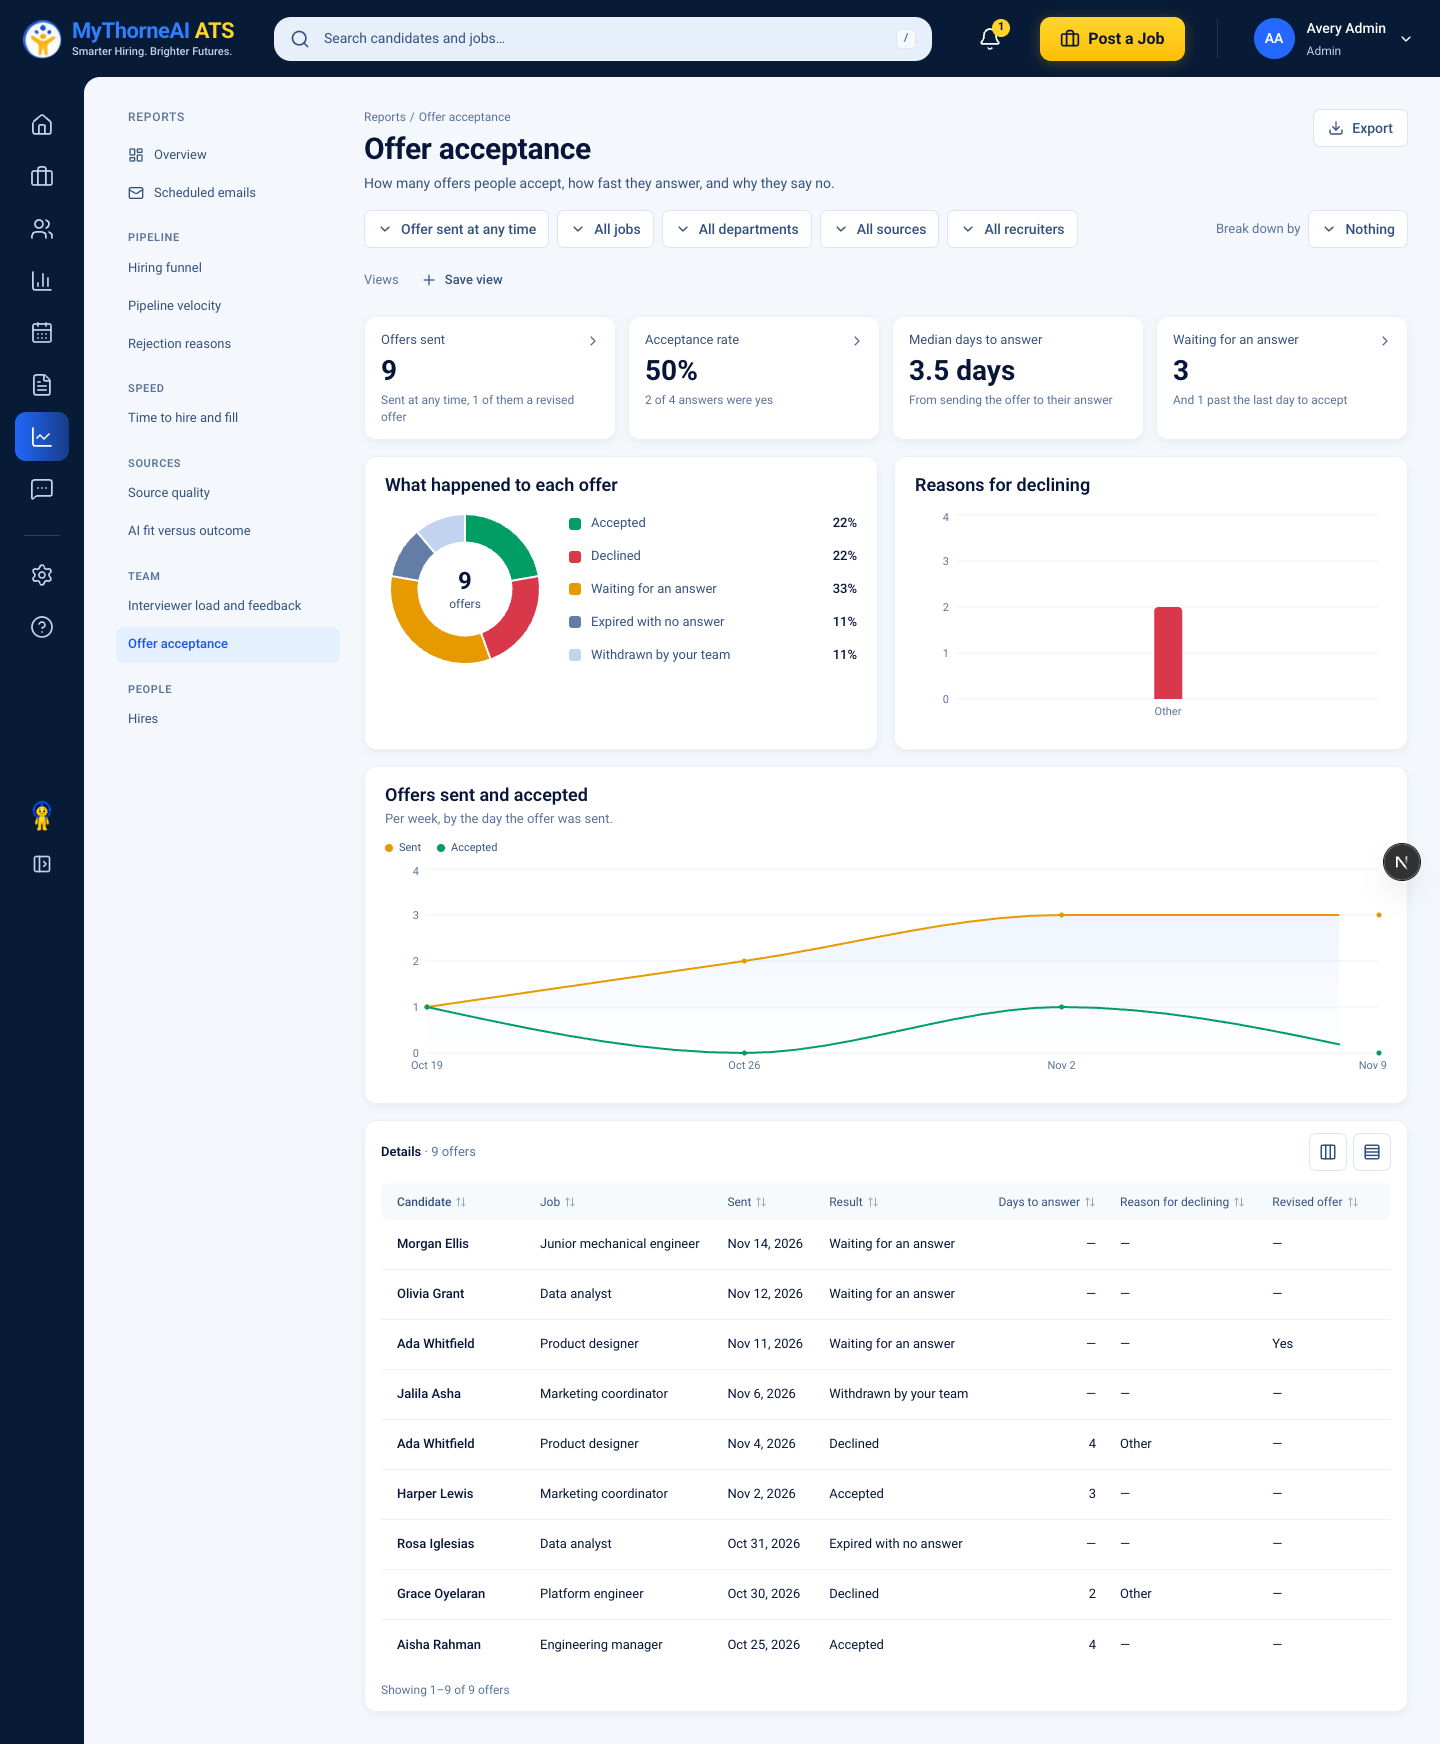 MyThorneAI ATS
Smarter Hiring. Brighter Futures.
Search candidates and jobs...
/
1
Post a Job
AA
Avery Admin
Admin
REPORTS
Overview
Scheduled emails
PIPELINE
Hiring funnel
Pipeline velocity
Rejection reasons
SPEED
Time to hire and fill
SOURCES
Source quality
AI fit versus outcome
TEAM
Interviewer load and feedback
Offer acceptance
PEOPLE
Hires
Reports / Offer acceptance
Export
Offer acceptance
How many offers people accept, how fast they answer, and why they say no.
Offer sent at any time
All jobs
All departments
All sources
All recruiters
Break down by
Nothing
Views
Save view
Offers sent
9
Sent at any time, 1 of them a revised
offer
Acceptance rate
50%
2 of 4 answers were yes
Median days to answer
3.5 days
From sending the offer to their answer
Waiting for an answer
3
And 1 past the last day to accept
What happened to each offer
9
offers
Accepted 22%
Declined 22%
Waiting for an answer 33%
Expired with no answer 11%
Withdrawn by your team 11%
Reasons for declining
4
3
2
1
0
Other
Offers sent and accepted
Per week, by the day the offer was sent.
Sent Accepted
4
3
2
1
0
Oct 19 Oct 26 Nov 2 Nov 9
N
Details · 9 offers
Candidate Job Sent Result Days to answer Reason for declining Revised offer
Morgan Ellis Junior mechanical engineer Nov 14, 2026 Waiting for an answer — — —
Olivia Grant Data analyst Nov 12, 2026 Waiting for an answer — — —
Ada Whitfield Product designer Nov 11, 2026 Waiting for an answer — — Yes
Jalila Asha Marketing coordinator Nov 6, 2026 Withdrawn by your team — — —
Ada Whitfield Product designer Nov 4, 2026 Declined 4 Other —
Harper Lewis Marketing coordinator Nov 2, 2026 Accepted 3 — —
Rosa Iglesias Data analyst Oct 31, 2026 Expired with no answer — — —
Grace Oyelaran Platform engineer Oct 30, 2026 Declined 2 Other —
Aisha Rahman Engineering manager Oct 25, 2026 Accepted 4 — —
Showing 1–9 of 9 offers